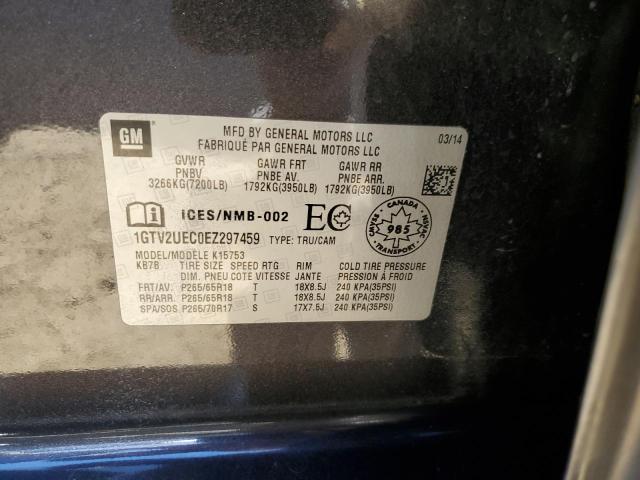 GM
MFD BY GENERAL MOTORS LLC
FABRIQUÉ PAR GENERAL MOTORS LLC
03/14
GVWR GAWR FRT GAWR RR
PNBV PNBE AV. PNBE ARR.
3266KG(7200LB) 1792KG(3950LB) 1792KG(3950LB)
ICES/NMB-002 EC
CANADA
CMVSS 985 NSVAC
TRANSPORT
1GTV2UEC0EZ297459 TYPE: TRU/CAM
MODEL/MODÈLE K15753
KB7B TIRE SIZE SPEED RTG RIM COLD TIRE PRESSURE
DIM. PNEU COTE VITESSE JANTE PRESSION À FROID
FRT/AV. P265/65R18 T 18X8.5J 240 KPA(35PSI)
RR/ARR. P265/65R18 T 18X8.5J 240 KPA(35PSI)
SPA/SOS P265/70R17 S 17X7.5J 240 KPA(35PSI)